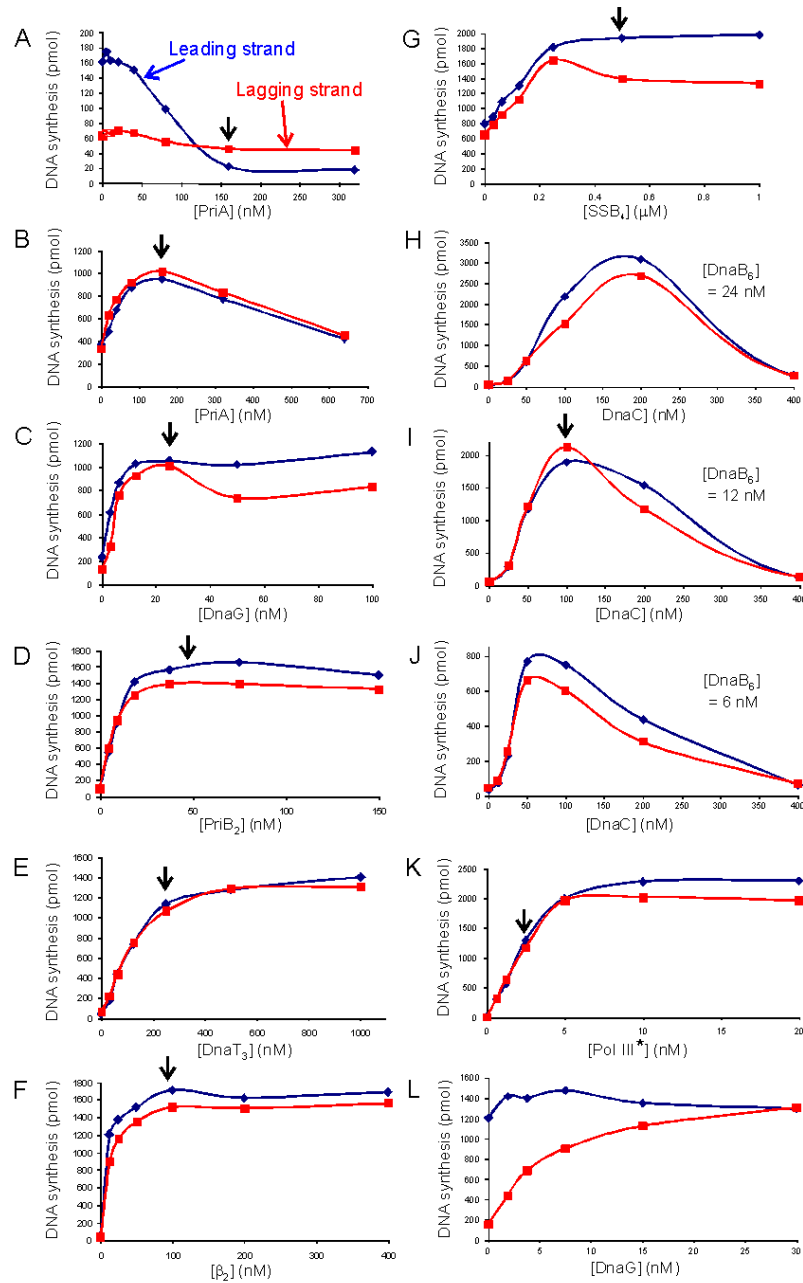 A
DNA synthesis (pmol)
200
180
160
140
120
100
80
60
40
20
0
Leading strand
Lagging strand
0 50 100 150 200 250 300
[PriA] (nM)
B
DNA synthesis (pmol)
1400
1200
1000
800
600
400
200
0
0 100 200 300 400 500 600 700
[PriA] (nM)
C
DNA synthesis (pmol)
1200
1000
800
600
400
200
0
0 20 40 60 80 100
[DnaG] (nM)
D
DNA synthesis (pmol)
1800
1600
1400
1200
1000
800
600
400
200
0
0 50 100 150
[PriB2] (nM)
E
DNA synthesis (pmol)
1600
1400
1200
1000
800
600
400
200
0
0 200 400 600 800 1000
[DnaT3] (nM)
F
DNA synthesis (pmol)
1800
1600
1400
1200
1000
800
600
400
200
0
0 100 200 300 400
[β2] (nM)
G
DNA synthesis (pmol)
2000
1800
1600
1400
1200
1000
800
600
400
200
0
0 0.2 0.4 0.6 0.8 1
[SSB4] (μM)
H
DNA synthesis (pmol)
3500
3000
2500
2000
1500
1000
500
0
[DnaB6]
= 24 nM
0 50 100 150 200 250 300 350 400
DnaC] (nM)
I
DNA synthesis (pmol)
2000
1500
1000
500
0
[DnaB6]
= 12 nM
0 50 100 150 200 250 300 350 400
[DnaC] (nM)
J
DNA synthesis (pmol)
800
600
400
200
0
[DnaB6]
= 6 nM
0 50 100 150 200 250 300 350 400
[DnaC] (nM)
K
DNA synthesis (pmol)
2500
2000
1500
1000
500
0
0 5 10 15 20
[Pol III*] (nM)
L
DNA synthesis (pmol)
1600
1400
1200
1000
800
600
400
200
0
0 5 10 15 20 25 30
[DnaG] (nM)